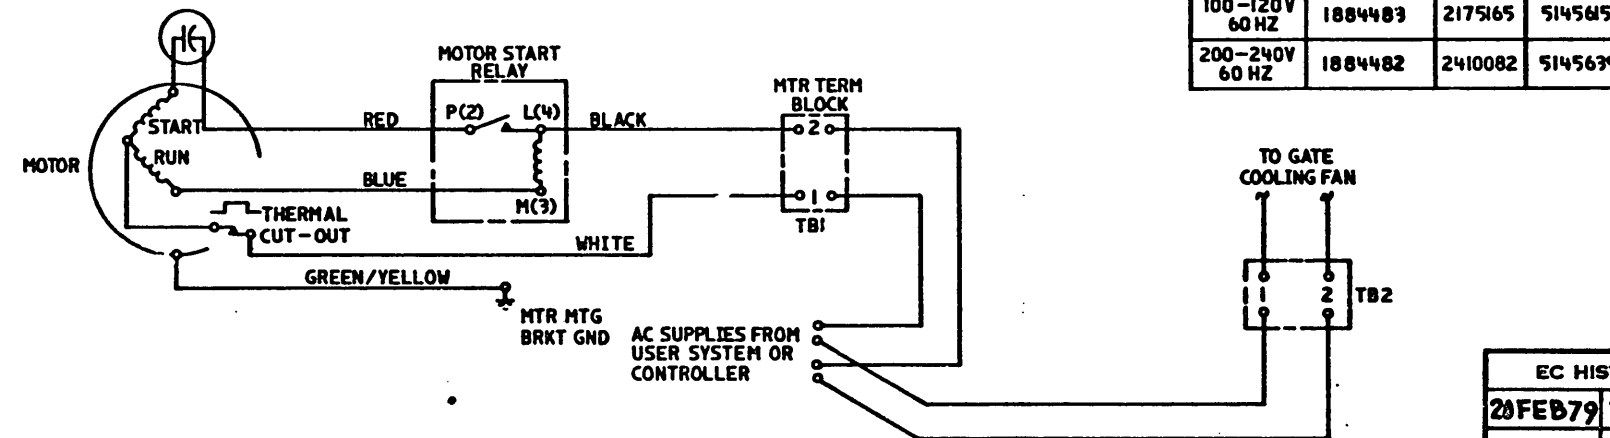 100-120V
60 HZ
1884483
2175165
200-240V
60 HZ
1884482
2410082
MOTOR START
RELAY
P(2)
L(4)
M(3)
RED
BLACK
BLUE
WHITE
GREEN/YELLOW
START
RUN
MOTOR
THERMAL
CUT-OUT
MTR TERM
BLOCK
2
1
TB1
MTR MTG
BRKT GND
AC SUPPLIES FROM
USER SYSTEM OR
CONTROLLER
TO GATE
COOLING FAN
1
2
TB2
EC HIS
20FEB79